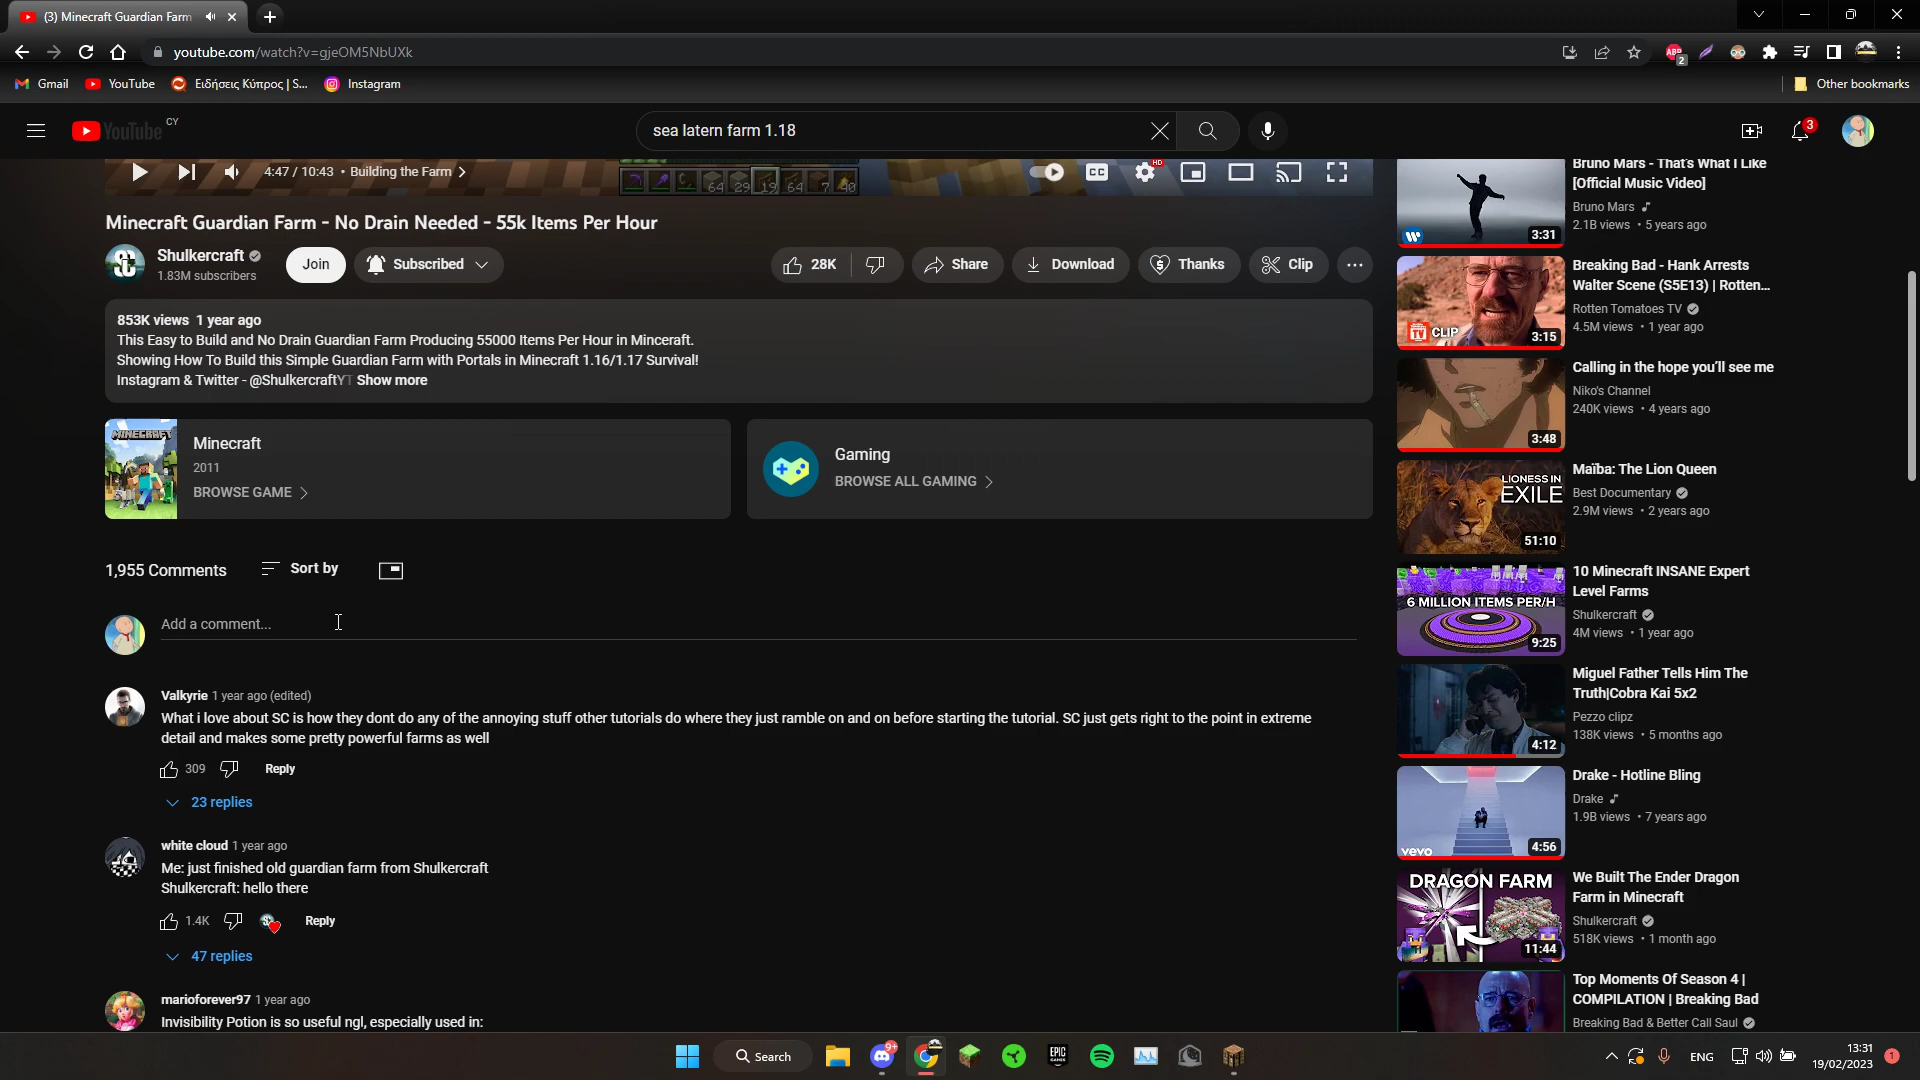 (3) Minecraft Guardian Farm
youtube.com/watch?v=gjeOM5NbUXk
ABP 2
Gmail YouTube Ειδήσεις Κύπρος | S... Instagram Other bookmarks
YouTube CY
sea latern farm 1.18
3
4:47 / 10:43 • Building the Farm
64 29 19 64 7 40
CC HD
Minecraft Guardian Farm - No Drain Needed - 55k Items Per Hour
Shulkercraft
1.83M subscribers
Join Subscribed 28K Share Download Thanks Clip
853K views 1 year ago
This Easy to Build and No Drain Guardian Farm Producing 55000 Items Per Hour in Minceraft.
Showing How To Build this Simple Guardian Farm with Portals in Minecraft 1.16/1.17 Survival!
Instagram & Twitter - @ShulkercraftYT Show more
MINECRAFT
Minecraft
2011
BROWSE GAME
Gaming
BROWSE ALL GAMING
1,955 Comments Sort by
Add a comment...
Valkyrie 1 year ago (edited)
What i love about SC is how they dont do any of the annoying stuff other tutorials do where they just ramble on and on before starting the tutorial. SC just gets right to the point in extreme
detail and makes some pretty powerful farms as well
309 Reply
23 replies
white cloud 1 year ago
Me: just finished old guardian farm from Shulkercraft
Shulkercraft: hello there
1.4K Reply
47 replies
marioforever97 1 year ago
Invisibility Potion is so useful ngl, especially used in:
3:31
Bruno Mars - That's What I Like
[Official Music Video]
Bruno Mars
2.1B views • 5 years ago
CLIP
3:15
Breaking Bad - Hank Arrests
Walter Scene (S5E13) | Rotten...
Rotten Tomatoes TV
4.5M views • 1 year ago
3:48
Calling in the hope you'll see me
Niko's Channel
240K views • 4 years ago
LIONESS IN
EXILE
51:10
Maïba: The Lion Queen
Best Documentary
2.9M views • 2 years ago
6 MILLION ITEMS PER/H
9:25
10 Minecraft INSANE Expert
Level Farms
Shulkercraft
4M views • 1 year ago
4:12
Miguel Father Tells Him The
Truth|Cobra Kai 5x2
Pezzo clipz
138K views • 5 months ago
vevo
4:56
Drake - Hotline Bling
Drake
1.9B views • 7 years ago
DRAGON FARM
11:44
We Built The Ender Dragon
Farm in Minecraft
Shulkercraft
518K views • 1 month ago
Top Moments Of Season 4 |
COMPILATION | Breaking Bad
Breaking Bad & Better Call Saul
Search
9+
EPIC GAMES
ENG
13:31
19/02/2023
1